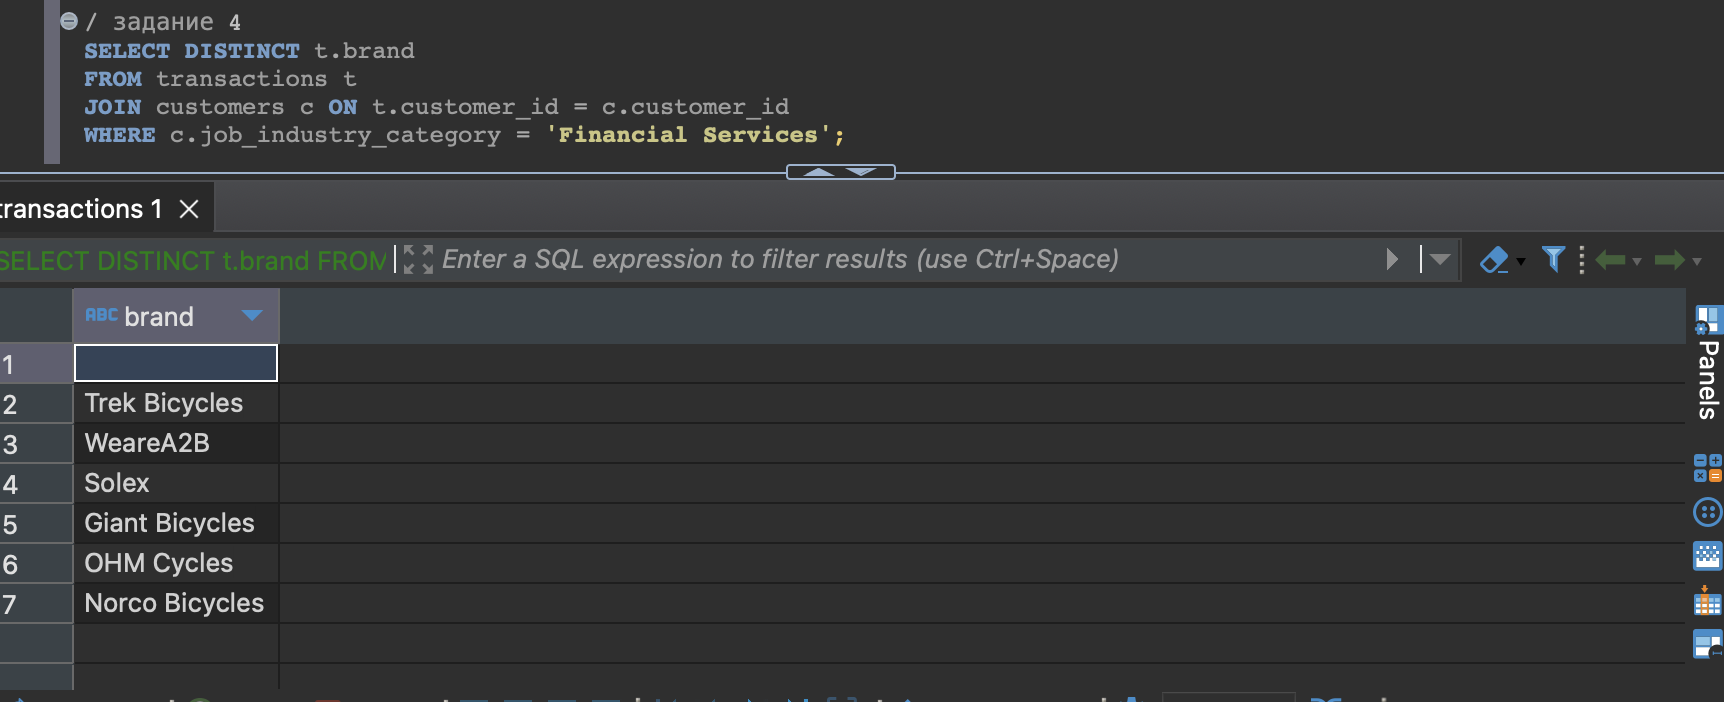 / задание 4
SELECT DISTINCT t.brand
FROM transactions t
JOIN customers c ON t.customer_id = c.customer_id
WHERE c.job_industry_category = 'Financial Services';
transactions 1
SELECT DISTINCT t.brand FROM
Enter a SQL expression to filter results (use Ctrl+Space)
ABC brand
1
2 Trek Bicycles
3 WeareA2B
4 Solex
5 Giant Bicycles
6 OHM Cycles
7 Norco Bicycles
Panels